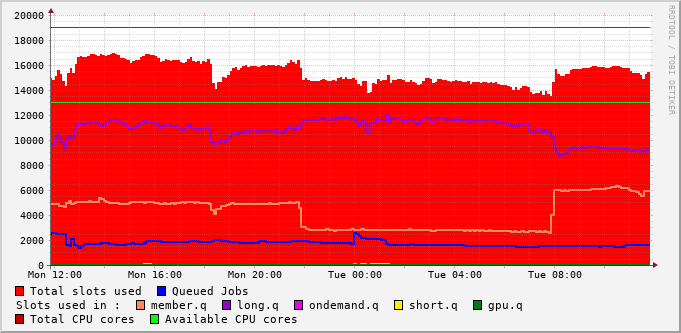 20000
18000
16000
14000
12000
10000
8000
6000
4000
2000
0
Mon 12:00 Mon 16:00 Mon 20:00 Tue 00:00 Tue 04:00 Tue 08:00
RRDTOOL / TOBI OETIKER
Total slots used Queued Jobs
Slots used in : member.q long.q ondemand.q short.q gpu.q
Total CPU cores Available CPU cores